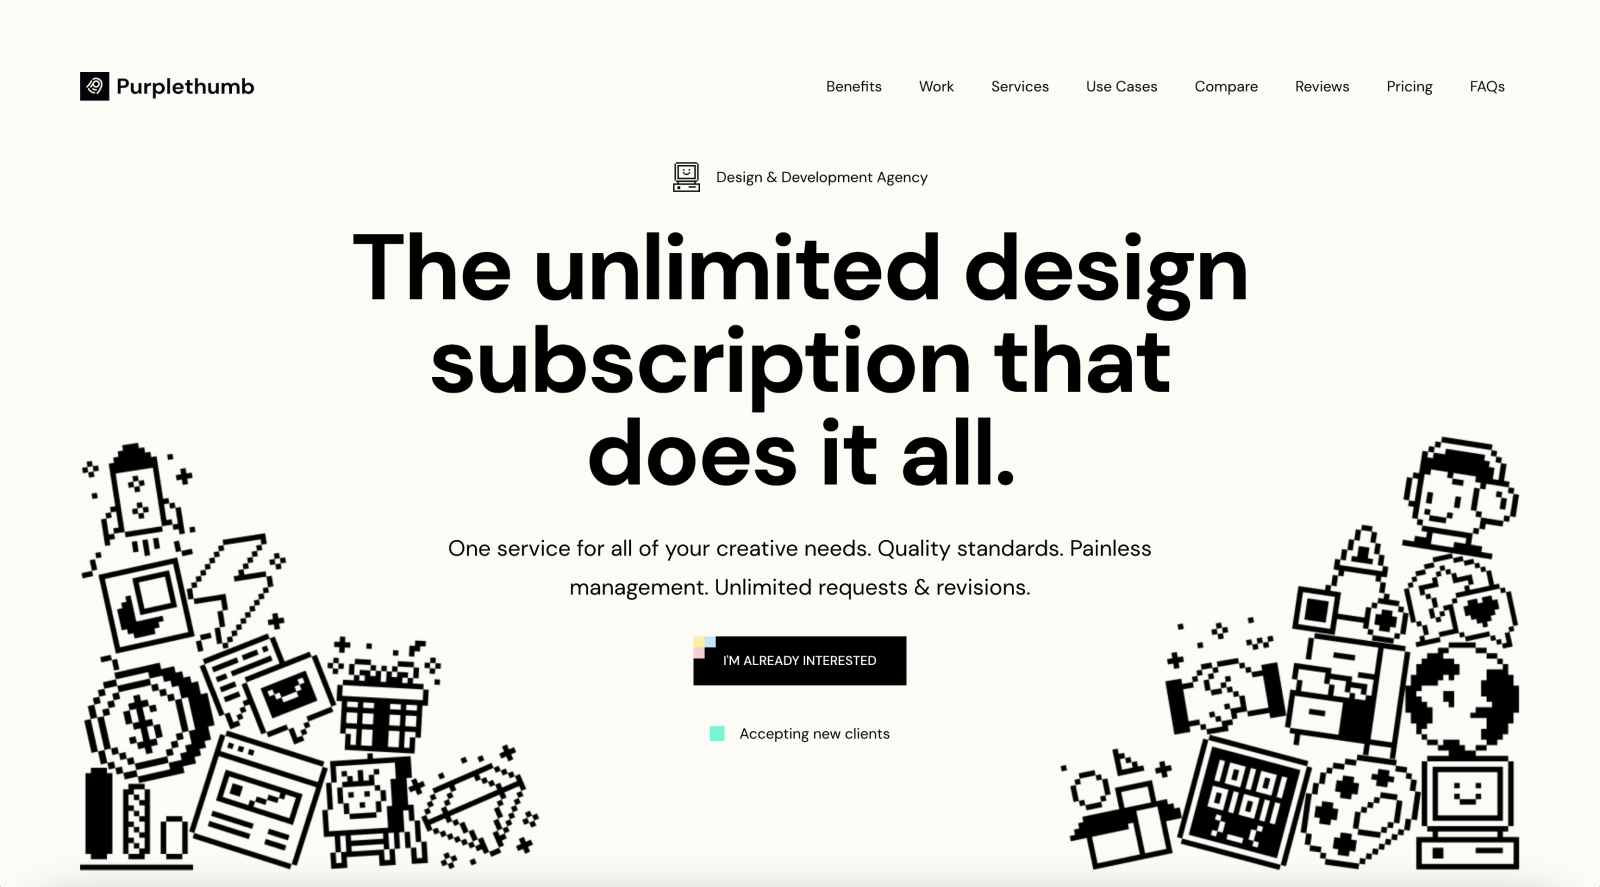 Purplethumb
Benefits Work Services Use Cases Compare Reviews Pricing FAQs
Design & Development Agency
The unlimited design
subscription that
does it all.
One service for all of your creative needs. Quality standards. Painless
management. Unlimited requests & revisions.
I'M ALREADY INTERESTED
Accepting new clients